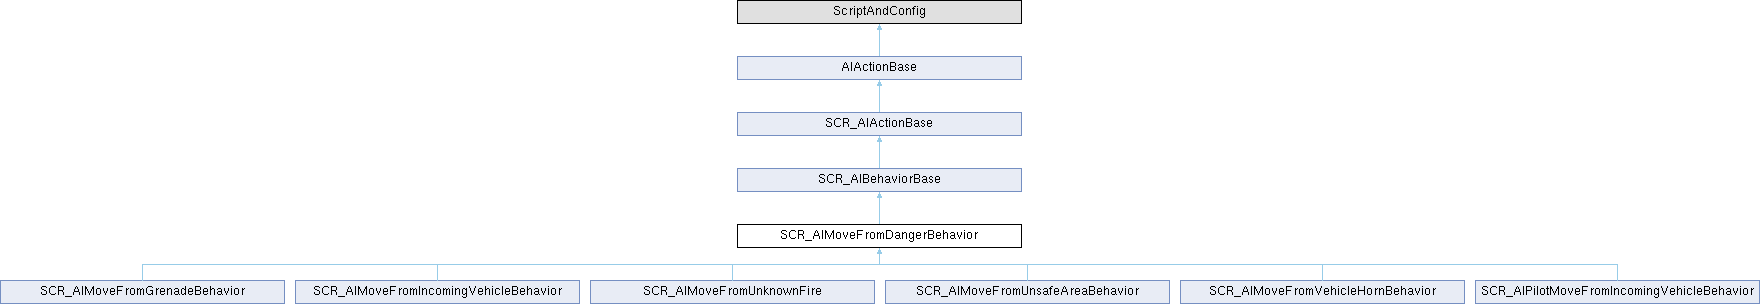 ScriptAndConfig
AIActionBase
SCR_AIActionBase
SCR_AIBehaviorBase
SCR_AIMoveFromDangerBehavior
SCR_AIMoveFromGrenadeBehavior
SCR_AIMoveFromIncomingVehicleBehavior
SCR_AIMoveFromUnknownFire
SCR_AIMoveFromUnsafeAreaBehavior
SCR_AIMoveFromVehicleHornBehavior
SCR_AIPilotMoveFromIncomingVehicleBehavior